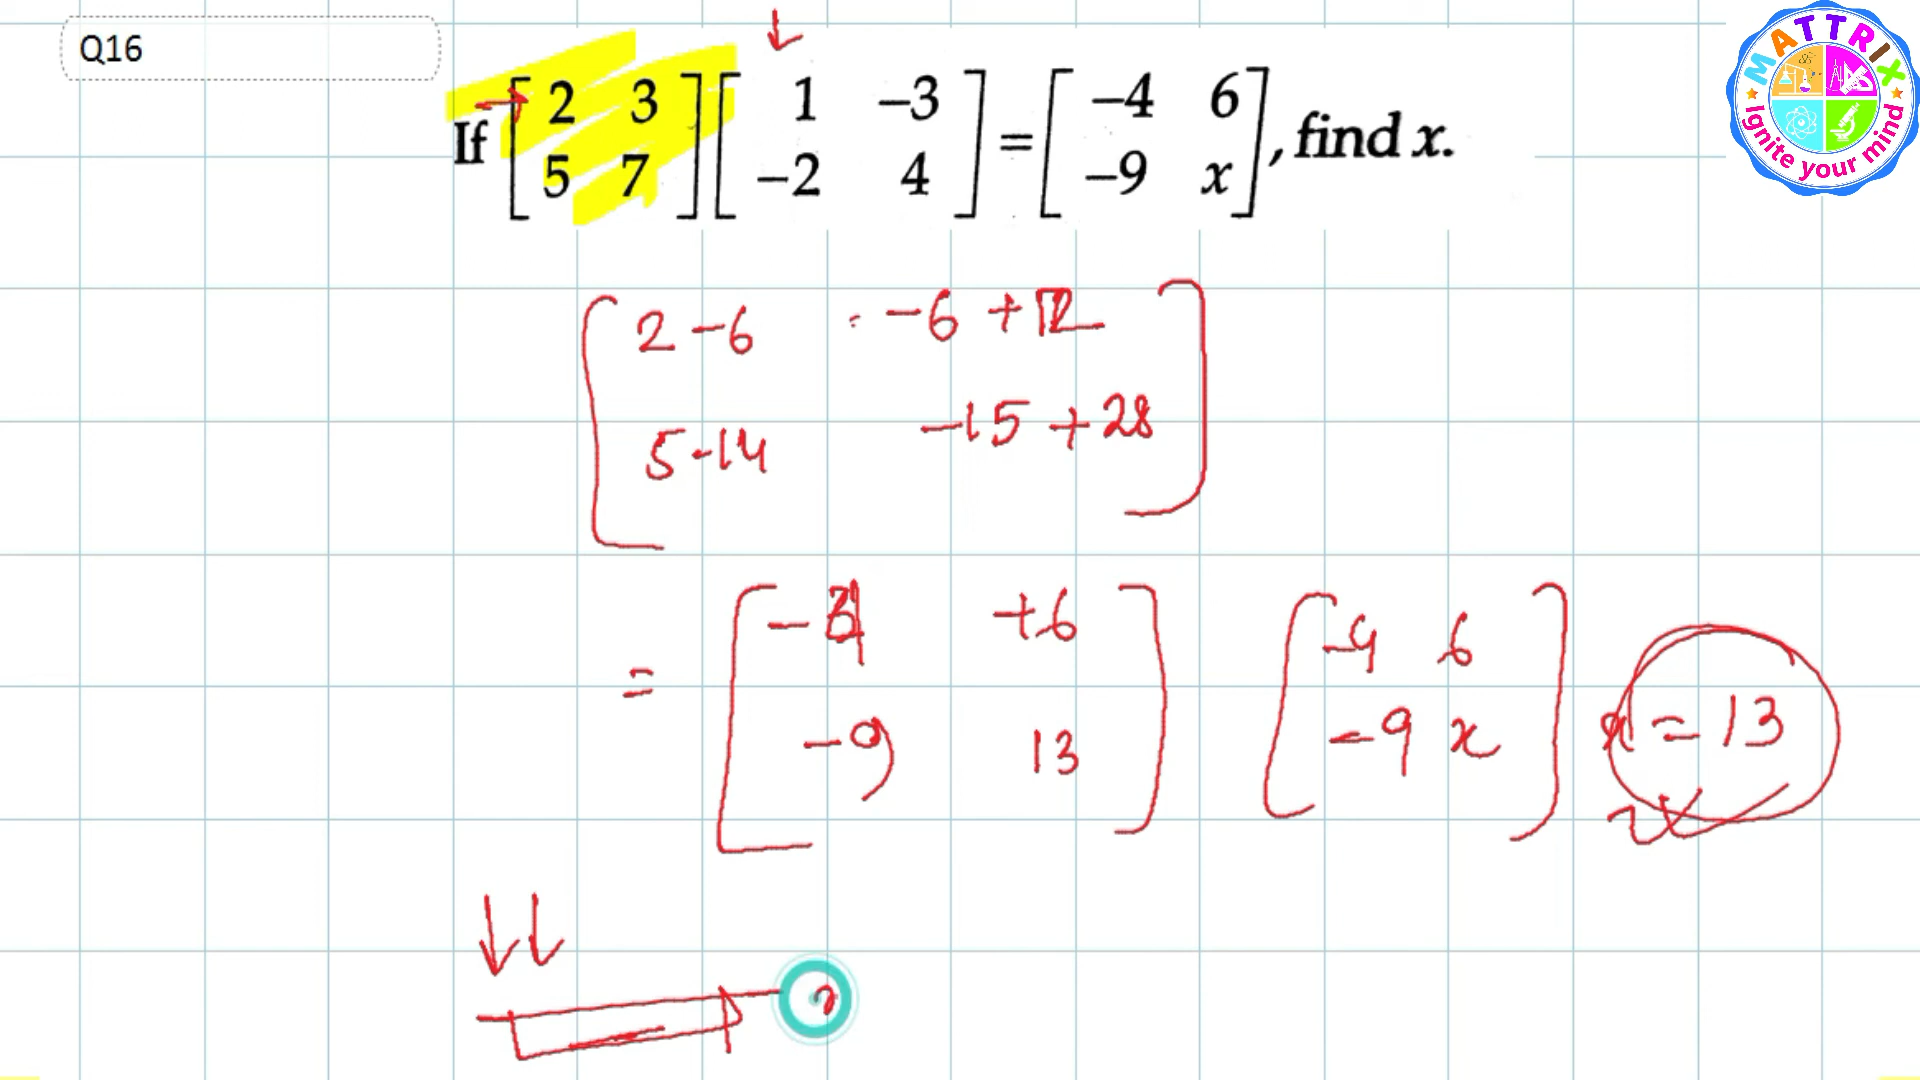 Q16
MATTRIX
Ignite your mind
If [2 3; 5 7] [1 −3; −2 4] = [−4 6; −9 x], find x.
2 - 6 - 6 + 12
5 - 14 - 15 + 28
= [-4 +6; -9 13] [-4 6; -9 x] x = 13